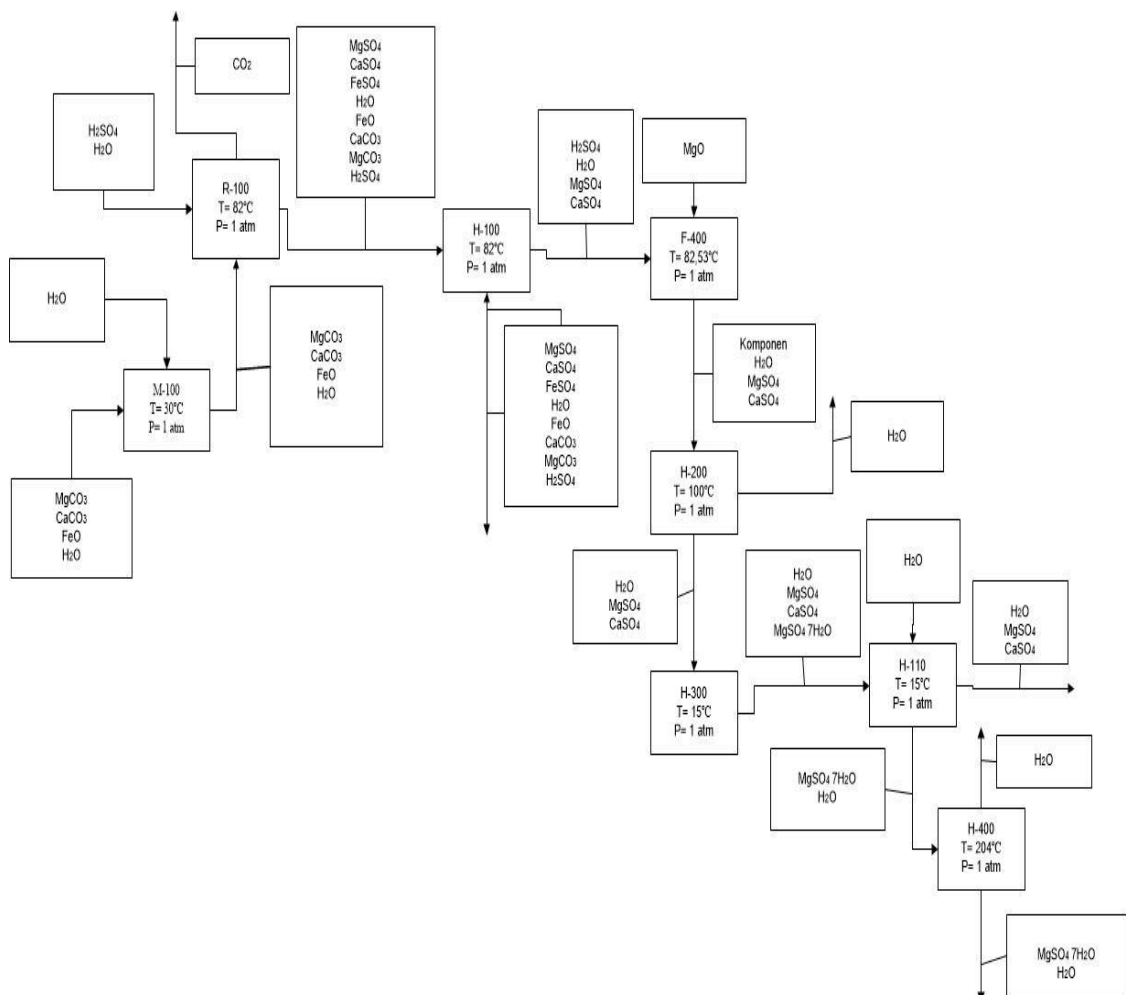 CO2
MgSO4
CaSO4
FeSO4
H2O
FeO
CaCO3
MgCO3
H2SO4
H2SO4
H2O
R-100
T= 82°C
P= 1 atm
H2SO4
H2O
MgSO4
CaSO4
MgO
H-100
T= 82°C
P= 1 atm
F-400
T= 82,53°C
P= 1 atm
H2O
MgCO3
CaCO3
FeO
H2O
M-100
T= 30°C
P= 1 atm
MgCO3
CaCO3
FeO
H2O
MgSO4
CaSO4
FeSO4
H2O
FeO
CaCO3
MgCO3
H2SO4
Komponen
H2O
MgSO4
CaSO4
H2O
H-200
T= 100°C
P= 1 atm
H2O
MgSO4
CaSO4
H2O
MgSO4
CaSO4
MgSO4 7H2O
H2O
H2O
MgSO4
CaSO4
H-300
T= 15°C
P= 1 atm
H-110
T= 15°C
P= 1 atm
MgSO4 7H2O
H2O
H2O
H-400
T= 204°C
P= 1 atm
MgSO4 7H2O
H2O